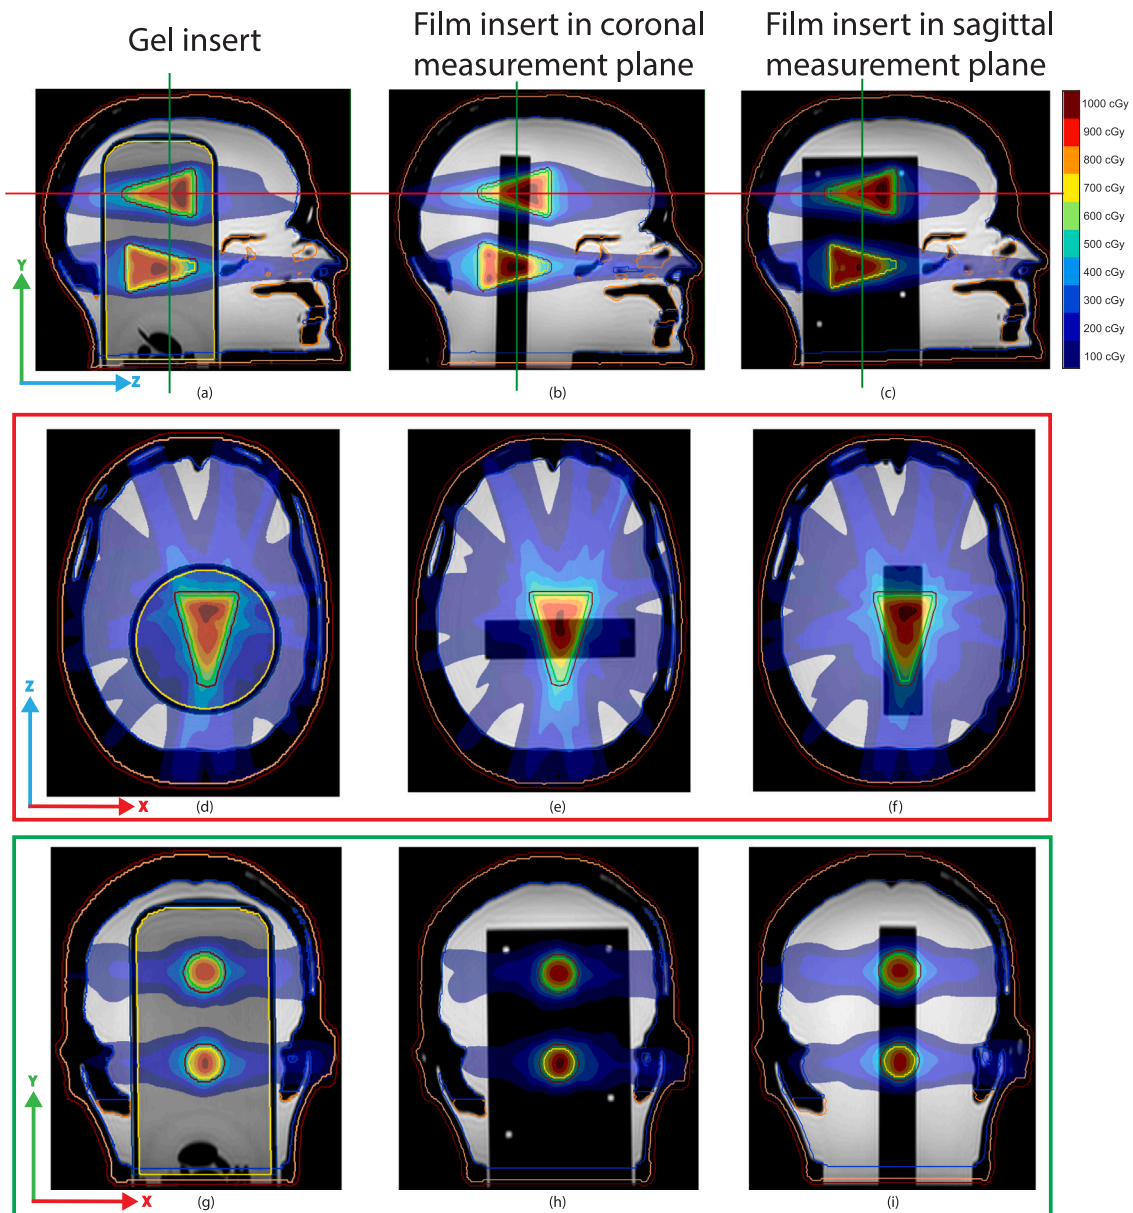 Gel insert
Film insert in coronal
measurement plane
Film insert in sagittal
measurement plane
1000 cGy
900 cGy
800 cGy
700 cGy
600 cGy
500 cGy
400 cGy
300 cGy
200 cGy
100 cGy
Y
Z
(a)
(b)
(c)
Z
X
(d)
(e)
(f)
Y
X
(g)
(h)
(i)